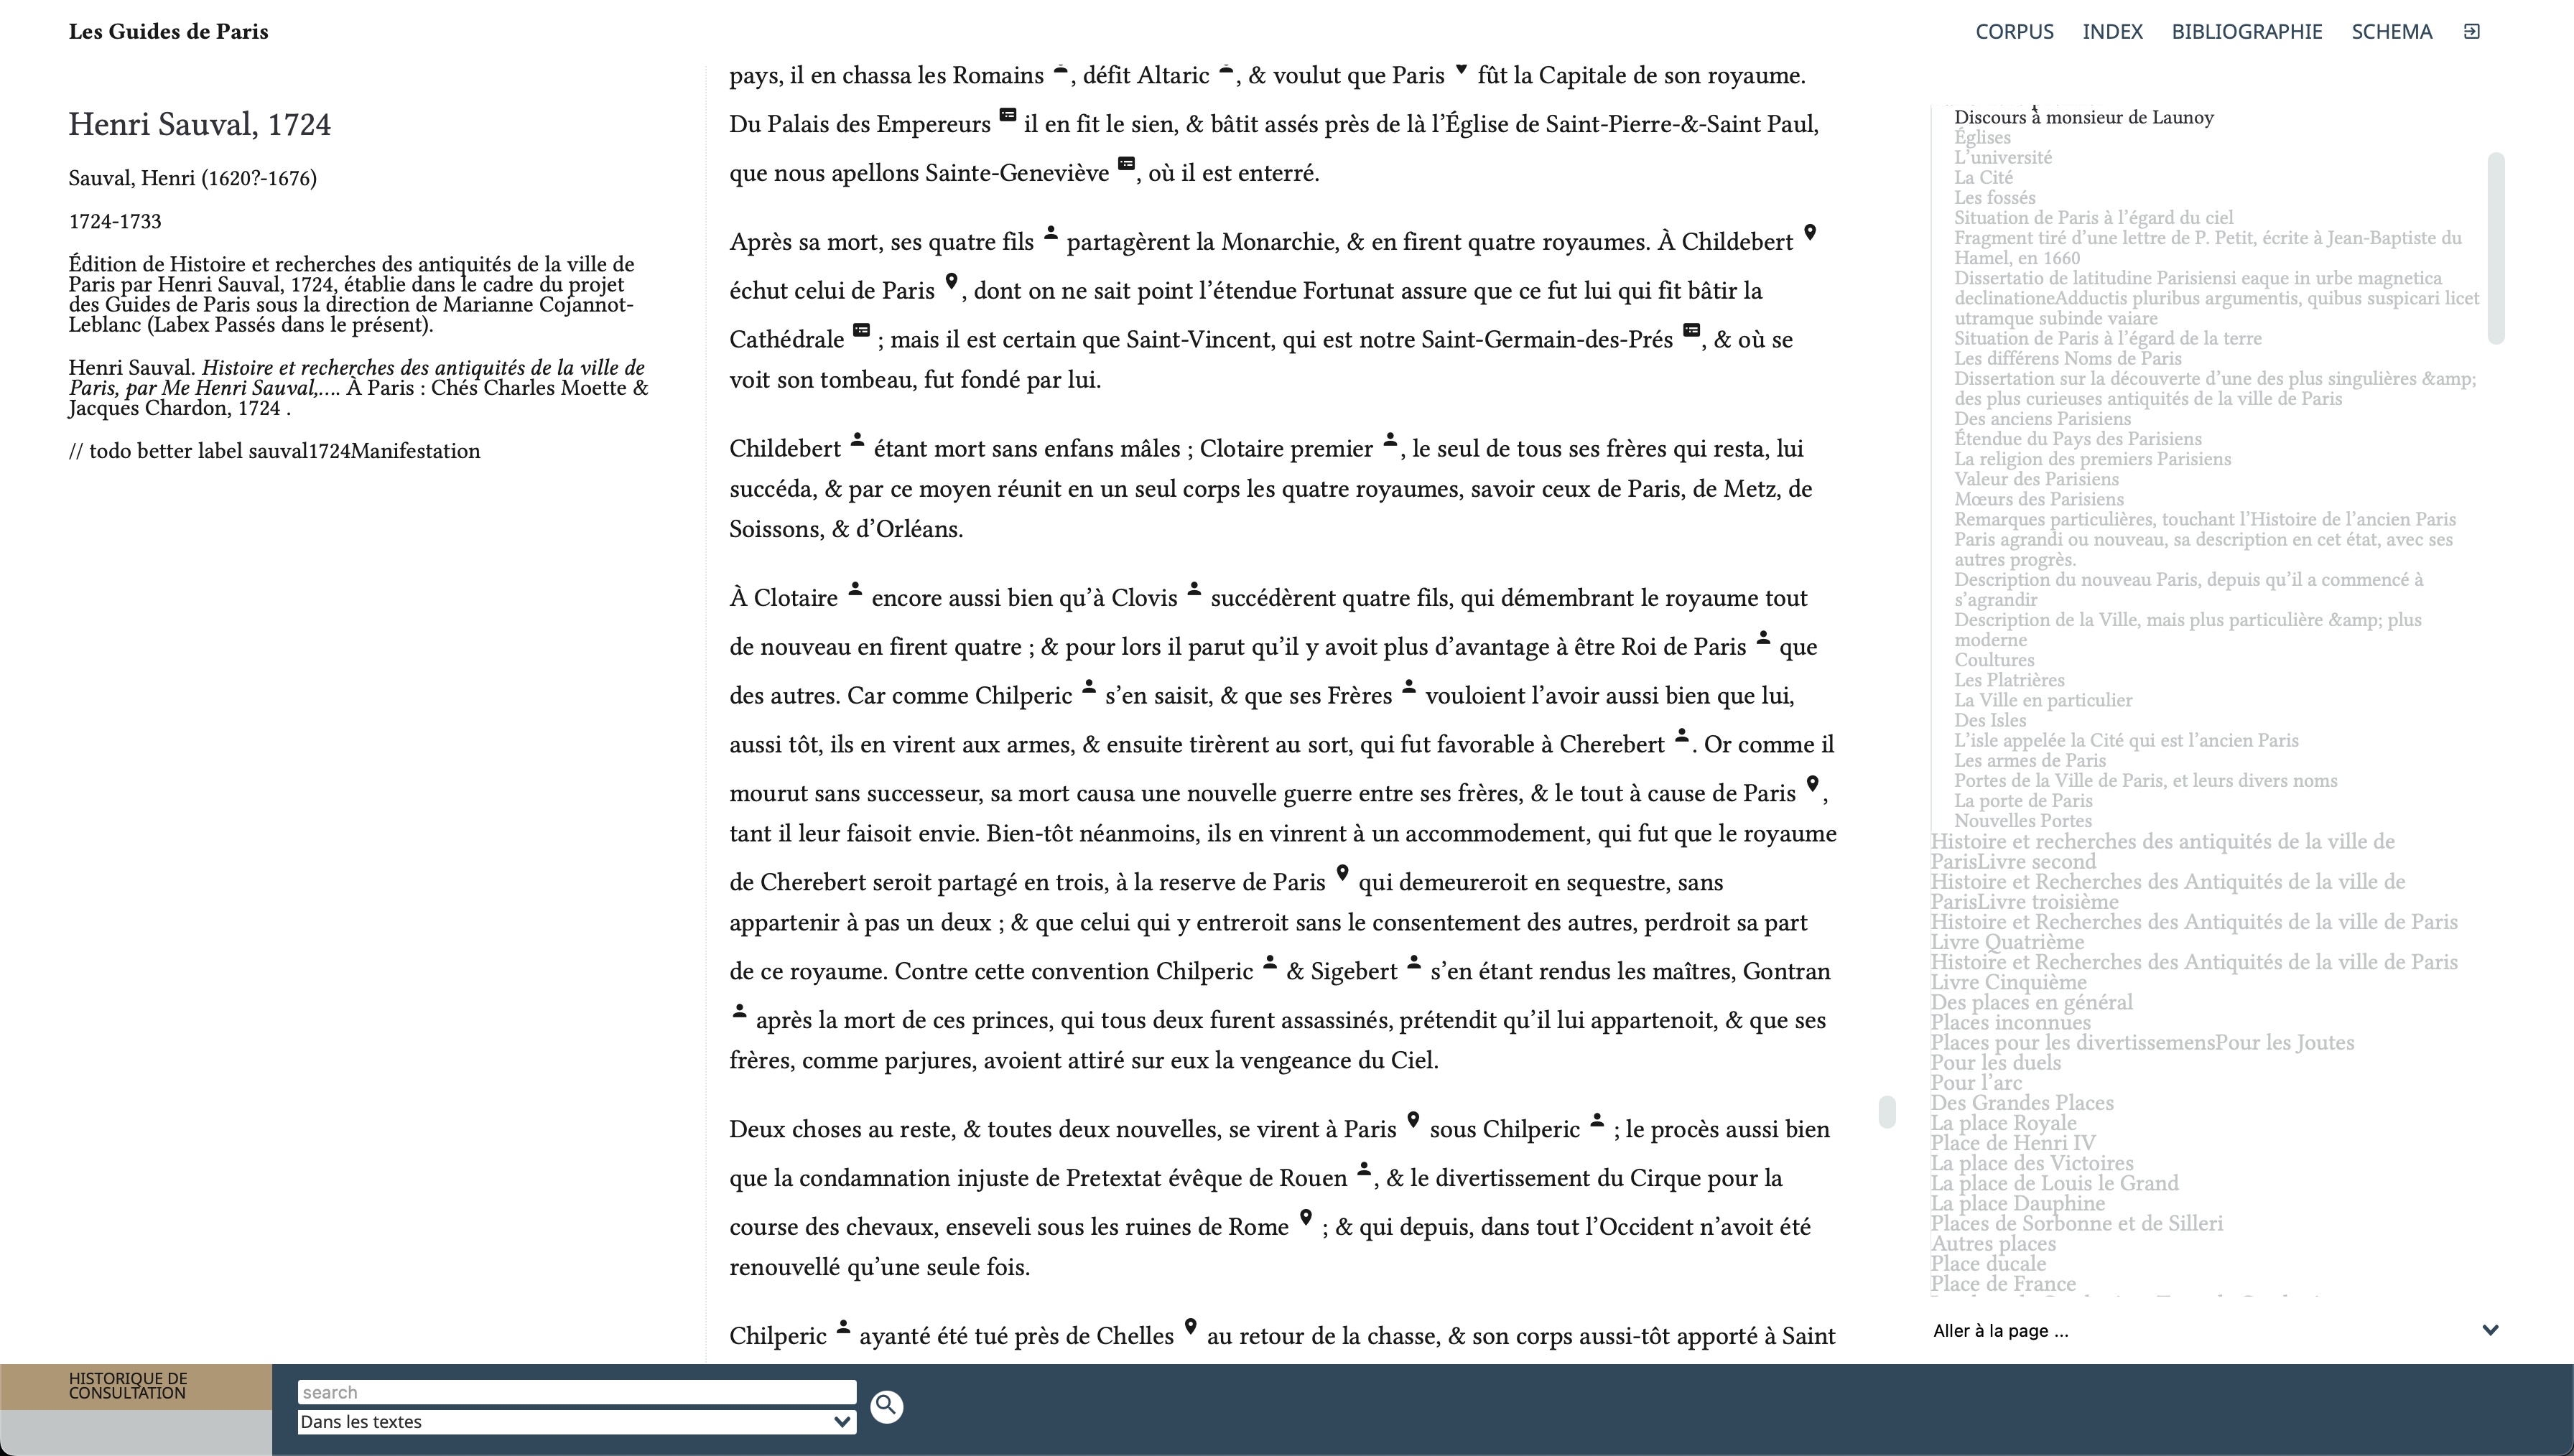 Les Guides de Paris
CORPUS INDEX BIBLIOGRAPHIE SCHEMA
Henri Sauval, 1724
Sauval, Henri (1620?-1676)
1724-1733
Édition de Histoire et recherches des antiquités de la ville de
Paris par Henri Sauval, 1724, établie dans le cadre du projet
des Guides de Paris sous la direction de Marianne Cojannot-
Leblanc (Labex Passés dans le présent).
Henri Sauval. Histoire et recherches des antiquités de la ville de
Paris, par Me Henri Sauval,.... À Paris : Chés Charles Moette &
Jacques Chardon, 1724 .
// todo better label sauval1724Manifestation
pays, il en chassa les Romains , défit Altaric , & voulut que Paris fût la Capitale de son royaume.
Du Palais des Empereurs il en fit le sien, & bâtit assés près de là l’Église de Saint-Pierre-&-Saint Paul,
que nous apellons Sainte-Geneviève , où il est enterré.
Après sa mort, ses quatre fils partagèrent la Monarchie, & en firent quatre royaumes. À Childebert
échut celui de Paris , dont on ne sait point l’étendue Fortunat assure que ce fut lui qui fit bâtir la
Cathédrale ; mais il est certain que Saint-Vincent, qui est notre Saint-Germain-des-Prés , & où se
voit son tombeau, fut fondé par lui.
Childebert étant mort sans enfans mâles ; Clotaire premier , le seul de tous ses frères qui resta, lui
succéda, & par ce moyen réunit en un seul corps les quatre royaumes, savoir ceux de Paris, de Metz, de
Soissons, & d’Orléans.
À Clotaire encore aussi bien qu’à Clovis succédèrent quatre fils, qui démembrant le royaume tout
de nouveau en firent quatre ; & pour lors il parut qu’il y avoit plus d’avantage à être Roi de Paris que
des autres. Car comme Chilperic s’en saisit, & que ses Frères vouloient l’avoir aussi bien que lui,
aussi tôt, ils en virent aux armes, & ensuite tirèrent au sort, qui fut favorable à Cherebert . Or comme il
mourut sans successeur, sa mort causa une nouvelle guerre entre ses frères, & le tout à cause de Paris ,
tant il leur faisoit envie. Bien-tôt néanmoins, ils en vinrent à un accommodement, qui fut que le royaume
de Cherebert seroit partagé en trois, à la reserve de Paris qui demeureroit en sequestre, sans
appartenir à pas un deux ; & que celui qui y entreroit sans le consentement des autres, perdroit sa part
de ce royaume. Contre cette convention Chilperic & Sigebert s’en étant rendus les maîtres, Gontran
après la mort de ces princes, qui tous deux furent assassinés, prétendit qu’il lui appartenoit, & que ses
frères, comme parjures, avoient attiré sur eux la vengeance du Ciel.
Deux choses au reste, & toutes deux nouvelles, se virent à Paris sous Chilperic ; le procès aussi bien
que la condamnation injuste de Pretextat évêque de Rouen , & le divertissement du Cirque pour la
course des chevaux, enseveli sous les ruines de Rome ; & qui depuis, dans tout l’Occident n’avoit été
renouvellé qu’une seule fois.
Chilperic ayanté été tué près de Chelles au retour de la chasse, & son corps aussi-tôt apporté à Saint
Discours à monsieur de Launoy
Églises
L’université
La Cité
Les fossés
Situation de Paris à l’égard du ciel
Fragment tiré d’une lettre de P. Petit, écrite à Jean-Baptiste du
Hamel, en 1660
Dissertatio de latitudine Parisiensi eaque in urbe magnetica
declinationeAdductis pluribus argumentis, quibus suspicari licet
utramque subinde vaiare
Situation de Paris à l’égard de la terre
Les différens Noms de Paris
Dissertation sur la découverte d’une des plus singulières &amp;
des plus curieuses antiquités de la ville de Paris
Des anciens Parisiens
Étendue du Pays des Parisiens
La religion des premiers Parisiens
Valeur des Parisiens
Mœurs des Parisiens
Remarques particulières, touchant l’Histoire de l’ancien Paris
Paris agrandi ou nouveau, sa description en cet état, avec ses
autres progrès.
Description du nouveau Paris, depuis qu’il a commencé à
s’agrandir
Description de la Ville, mais plus particulière &amp; plus
moderne
Coultures
Les Platrières
La Ville en particulier
Des Isles
L’isle appelée la Cité qui est l’ancien Paris
Les armes de Paris
Portes de la Ville de Paris, et leurs divers noms
La porte de Paris
Nouvelles Portes
Histoire et recherches des antiquités de la ville de
ParisLivre second
Histoire et Recherches des Antiquités de la ville de
ParisLivre troisième
Histoire et Recherches des Antiquités de la ville de Paris
Livre Quatrième
Histoire et Recherches des Antiquités de la ville de Paris
Livre Cinquième
Des places en général
Places inconnues
Places pour les divertissemensPour les Joutes
Pour les duels
Pour l’arc
Des Grandes Places
La place Royale
Place de Henri IV
La place des Victoires
La place de Louis le Grand
La place Dauphine
Places de Sorbonne et de Silleri
Autres places
Place ducale
Place de France
Aller à la page ...
HISTORIQUE DE
CONSULTATION
search
Dans les textes